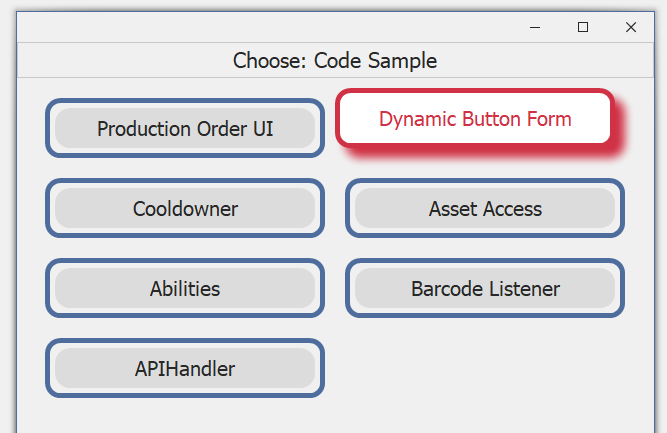 Choose: Code Sample
Production Order UI
Dynamic Button Form
Cooldowner
Asset Access
Abilities
Barcode Listener
APIHandler